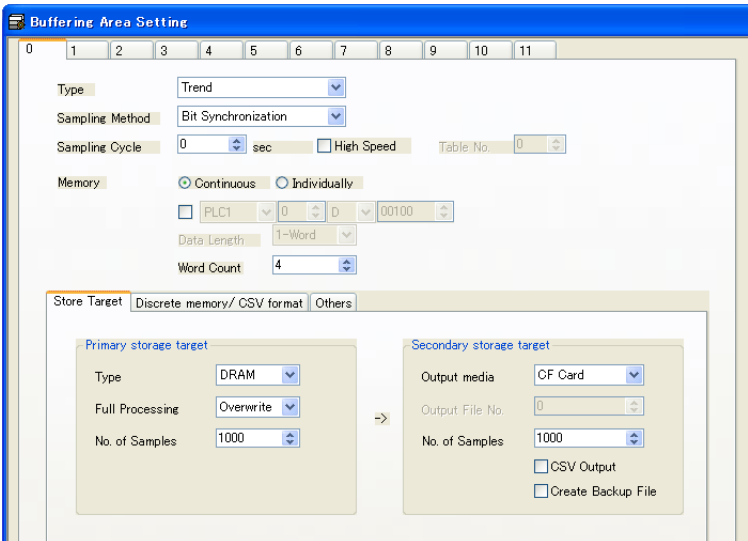 Buffering Area Setting
0 1 2 3 4 5 6 7 8 9 10 11
Type Trend
Sampling Method Bit Synchronization
Sampling Cycle 0 sec High Speed Table No. 0
Memory Continuous Individually
PLC1 0 D 00100
Data Length 1-Word
Word Count 4
Store Target Discrete memory/ CSV format Others
Primary storage target Secondary storage target
Type DRAM Output media CF Card
Full Processing Overwrite -> Output File No. 0
No. of Samples 1000 No. of Samples 1000
CSV Output
Create Backup File